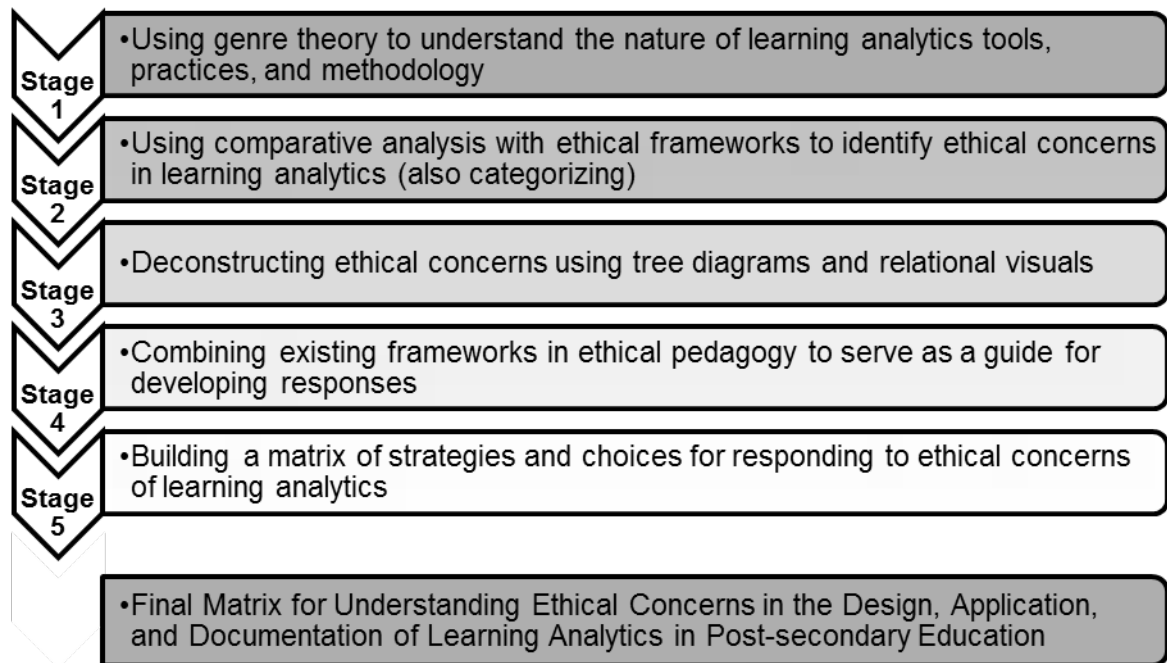 Stage
1
•Using genre theory to understand the nature of learning analytics tools,
practices, and methodology
Stage
2
•Using comparative analysis with ethical frameworks to identify ethical concerns
in learning analytics (also categorizing)
Stage
3
•Deconstructing ethical concerns using tree diagrams and relational visuals
Stage
4
•Combining existing frameworks in ethical pedagogy to serve as a guide for
developing responses
Stage
5
•Building a matrix of strategies and choices for responding to ethical concerns
of learning analytics
•Final Matrix for Understanding Ethical Concerns in the Design, Application,
and Documentation of Learning Analytics in Post-secondary Education